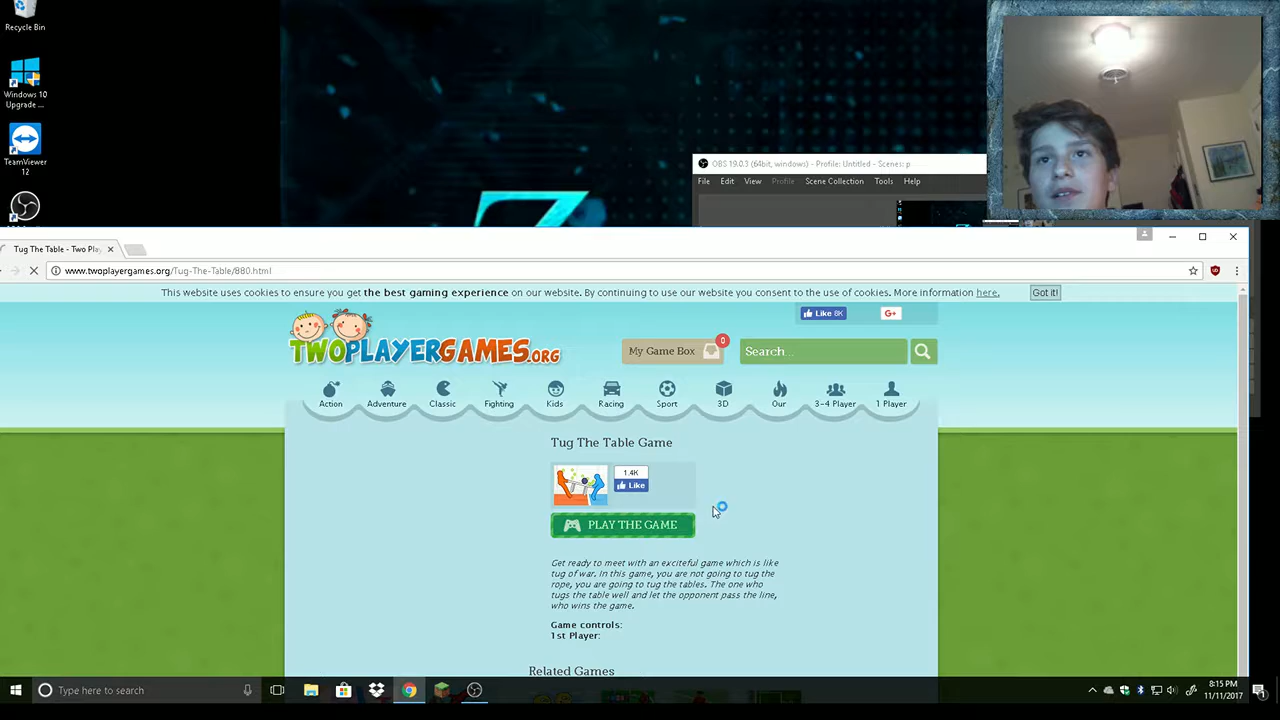 Recycle Bin
Windows 10
Upgrade ...
TeamViewer
12
OBS 19.0.3 (64bit, windows) - Profile: Untitled - Scenes: p
File Edit View Profile Scene Collection Tools Help
Tug The Table - Two Pla
www.twoplayergames.org/Tug-The-Table/880.html
This website uses cookies to ensure you get the best gaming experience on our website. By continuing to use our website you consent to the use of cookies. More information here. Got it!
Like 8K G+
TWOPLAYERGAMES.ORG
My Game Box 0 Search...
Action Adventure Classic Fighting Kids Racing Sport 3D Our 3-4 Player 1 Player
Tug The Table Game
1.4K
Like
PLAY THE GAME
Get ready to meet with an exciteful game which is like
tug of war. In this game, you are not going to tug the
rope, you are going to tug the tables. The one who
tugs the table well and let the opponent pass the line,
who wins the game.
Game controls:
1st Player:
Related Games
Type here to search
8:15 PM
11/11/2017